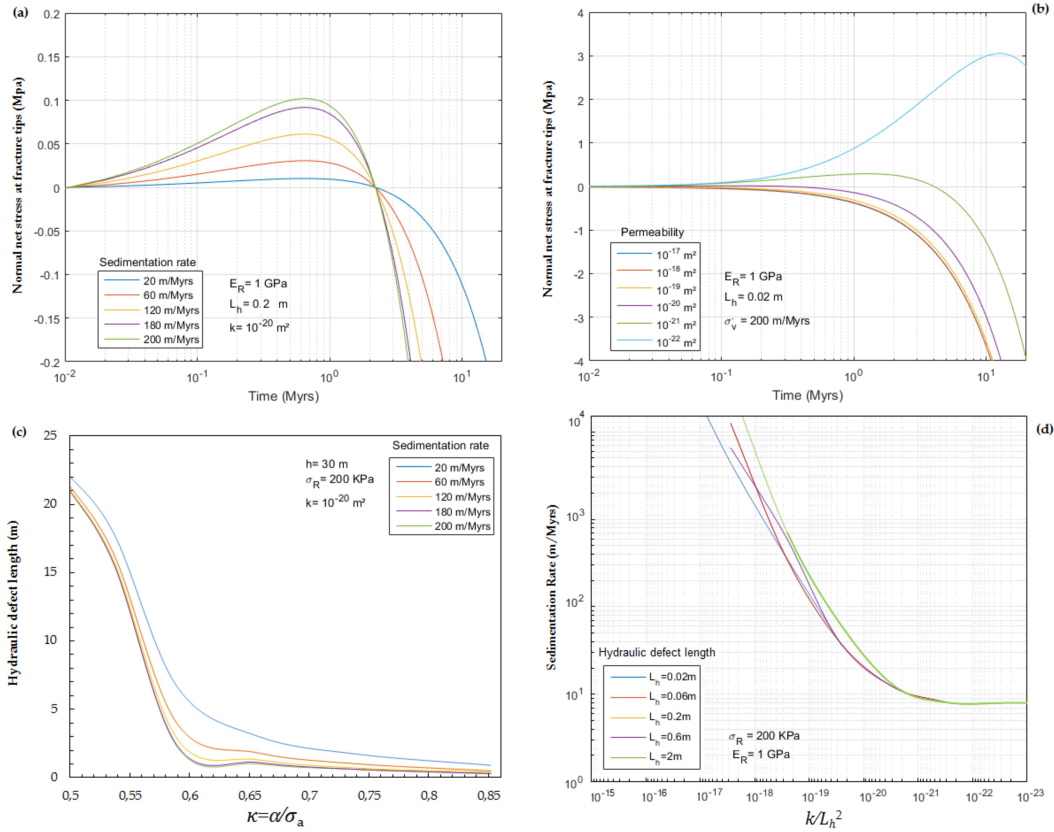 (a)
Normal net stress at fracture tips (Mpa)
0.2
0.15
0.1
0.05
0
-0.05
-0.1
-0.15
-0.2
Sedimentation rate
20 m/Myrs
60 m/Myrs
120 m/Myrs
180 m/Myrs
200 m/Myrs
E_R= 1 GPa
L_h= 0.2 m
k= 10^-20 m²
10^-2
10^-1
10^0
10^1
Time (Myrs)
(b)
Normal net stress at fracture tips (Mpa)
4
3
2
1
0
-1
-2
-3
-4
Permeability
10^-17 m²
10^-18 m²
10^-19 m²
10^-20 m²
10^-21 m²
10^-22 m²
E_R= 1 GPa
L_h= 0.02 m
σ_v´ = 200 m/Myrs
10^-2
10^-1
10^0
10^1
Time (Myrs)
(c)
Hydraulic defect length (m)
25
20
15
10
5
0
h= 30 m
σ_R= 200 KPa
k= 10^-20 m²
Sedimentation rate
20 m/Myrs
60 m/Myrs
120 m/Myrs
180 m/Myrs
200 m/Myrs
0,5
0,55
0,6
0,65
0,7
0,75
0,8
0,85
κ=α/σ_a
(d)
Sedimentation Rate (m/Myrs)
10^4
10^3
10^2
10^1
10^0
Hydraulic defect length
L_h=0.02m
L_h=0.06m
L_h=0.2m
L_h=0.6m
L_h=2m
σ_R = 200 KPa
E_R= 1 GPa
10^-15
10^-16
10^-17
10^-18
10^-19
10^-20
10^-21
10^-22
10^-23
k/L_h^2